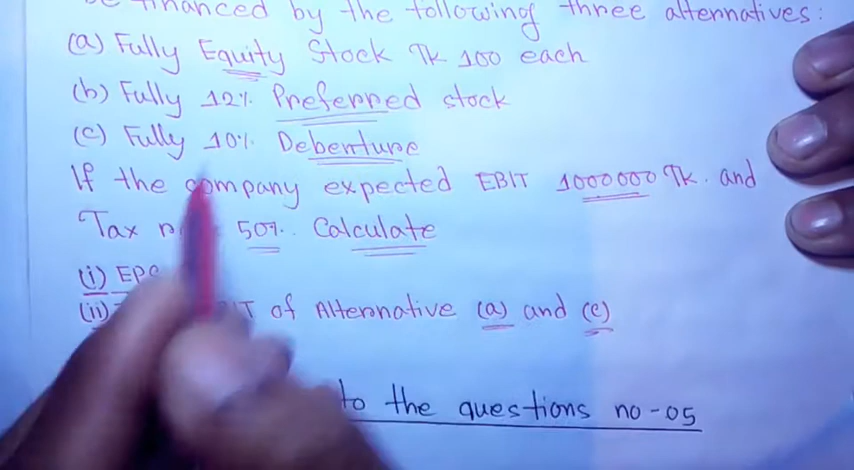 be financed by the following three alternatives:
(a) Fully Equity Stock Tk 100 each
(b) Fully 12% Preferred stock
(c) Fully 10% Debenture
If the company expected EBIT 1000000 Tk. and
Tax 50%. Calculate
(i) EPS
(ii) of Alternative (a) and (c)
to the questions no-05